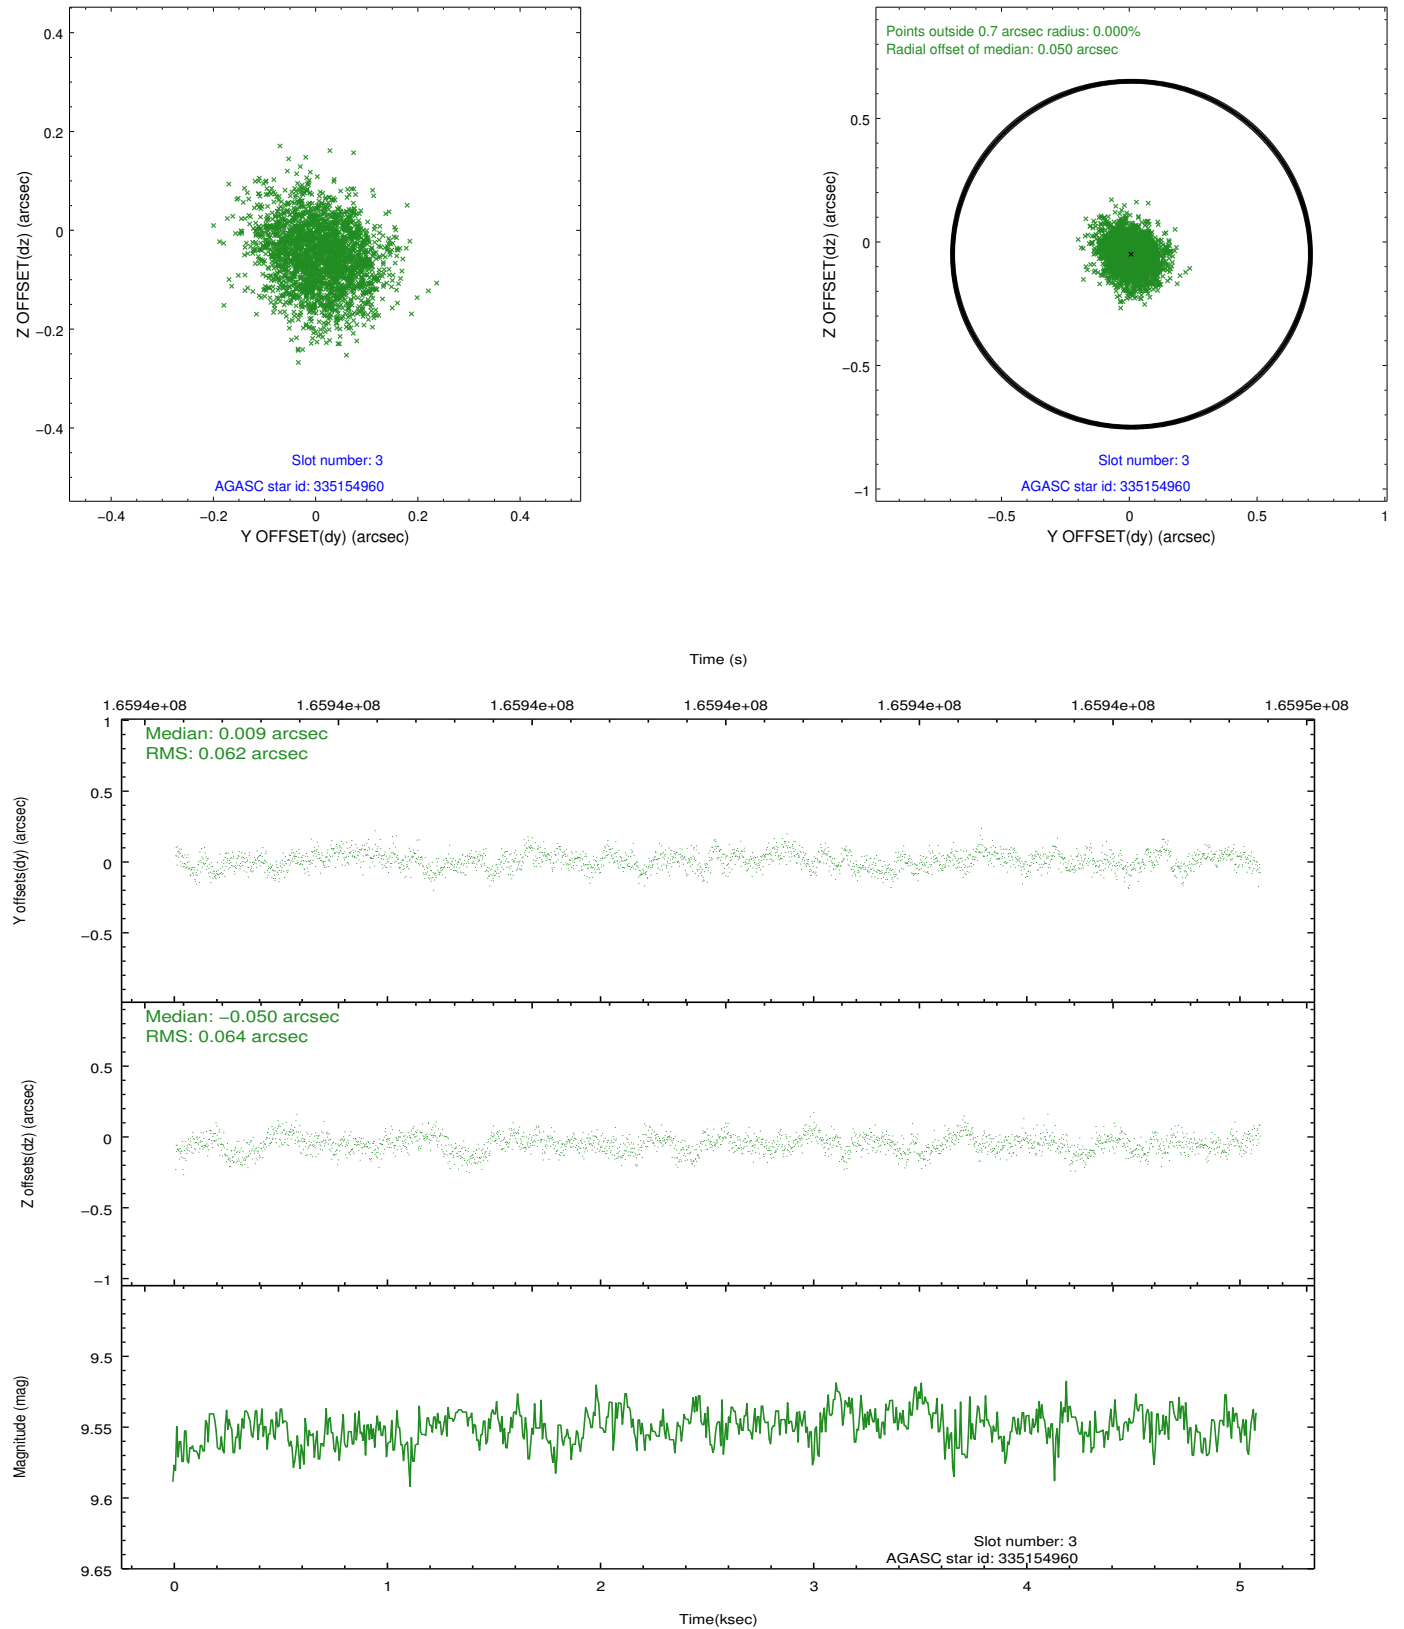 0.4
0.2
0
−0.2
−0.4
Z OFFSET(dz) (arcsec)
Slot number: 3
AGASC star id: 335154960
−0.4 −0.2 0 0.2 0.4
Y OFFSET(dy) (arcsec)
Points outside 0.7 arcsec radius: 0.000%
Radial offset of median: 0.050 arcsec
0.5
0
−0.5
−1
Z OFFSET(dz) (arcsec)
Slot number: 3
AGASC star id: 335154960
−0.5 0 0.5 1
Y OFFSET(dy) (arcsec)
Time (s)
1.6594e+08 1.6594e+08 1.6594e+08 1.6594e+08 1.6594e+08 1.6594e+08 1.6595e+08
Median: 0.009 arcsec
RMS: 0.062 arcsec
1
0.5
0
−0.5
Y offsets(dy) (arcsec)
Median: −0.050 arcsec
RMS: 0.064 arcsec
0.5
0
−0.5
−1
Z offsets(dz) (arcsec)
9.5
9.55
9.6
9.65
Magnitude (mag)
Slot number: 3
AGASC star id: 335154960
0 1 2 3 4 5
Time(ksec)